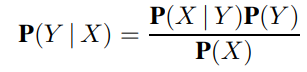 P(Y | X) = P(X | Y)P(Y) / P(X)